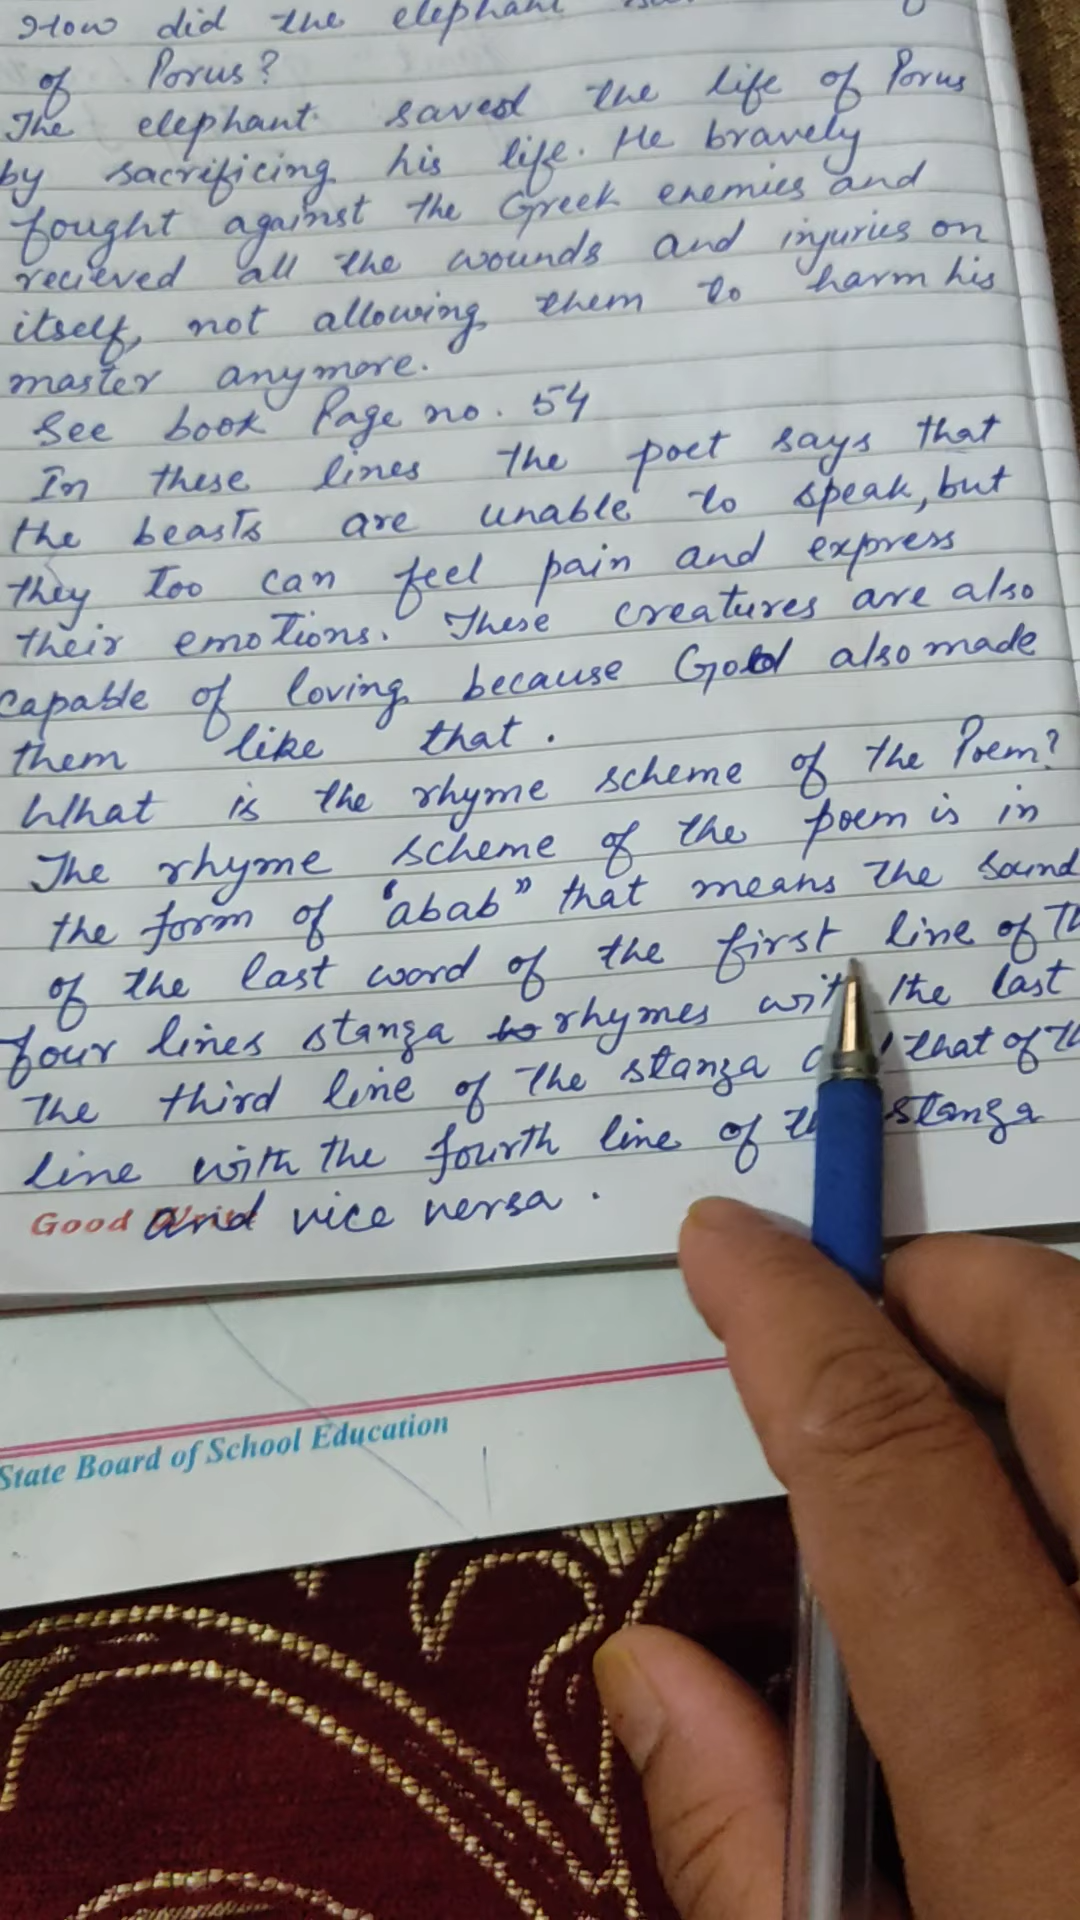 How did the elephant
of Porus?
The elephant saved the life of Porus
by sacrificing his life. He bravely
fought against the Greek enemies and
recieved all the wounds and injuries on
itself, not allowing them to harm his
master anymore.
See book Page no. 54
In these lines the poet says that
the beasts are unable to speak, but
they too can feel pain and express
their emotions. These creatures are also
capable of loving because God also made
them like that.
What is the rhyme scheme of the Poem?
The rhyme scheme of the poem is in
the form of "abab" that means the sound
of the last word of the first line of
four lines stanza rhymes with the last
the third line of the stanza that of
line with the fourth line of stanza
Good and vice versa.
State Board of School Education